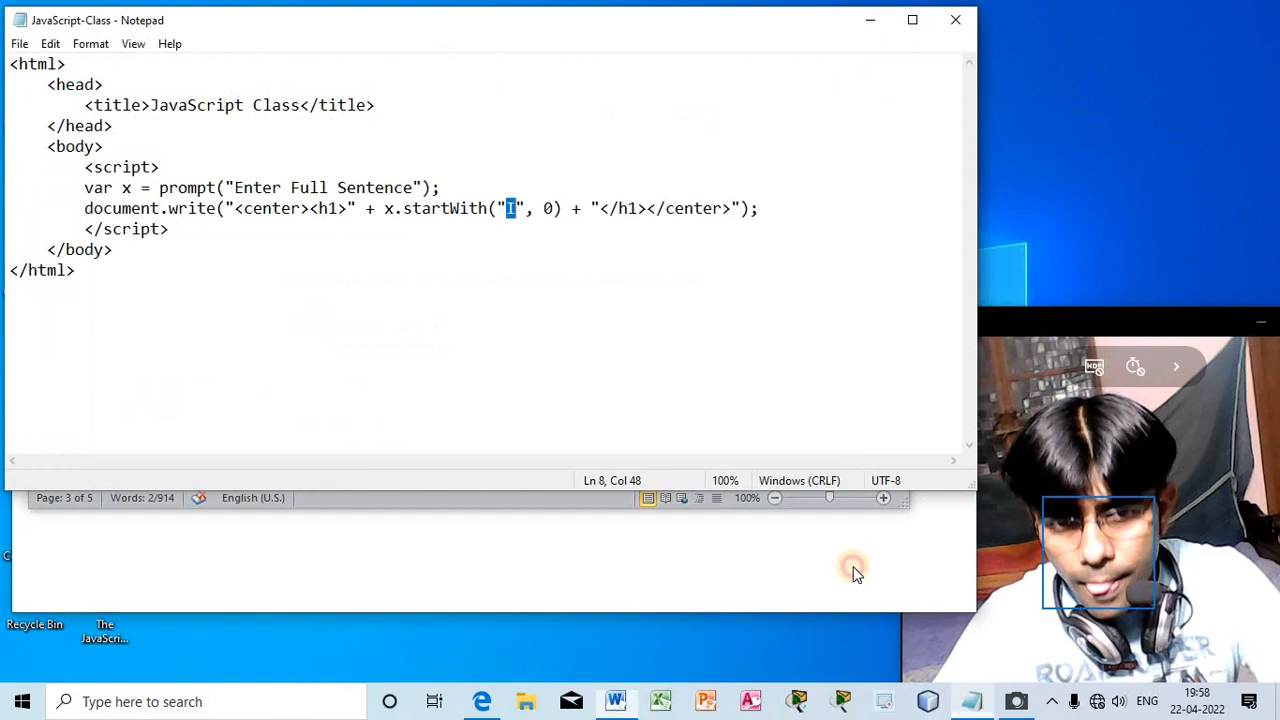 JavaScript-Class - Notepad
File Edit Format View Help
<html>
<head>
<title>JavaScript Class</title>
</head>
<body>
<script>
var x = prompt("Enter Full Sentence");
document.write("<center><h1>" + x.startWith("I", 0) + "</h1></center>");
</script>
</body>
</html>
HDR
Ln 8, Col 48 100% Windows (CRLF) UTF-8
Page: 3 of 5 Words: 2/914 English (U.S.) 100%
Recycle Bin
The JavaScri...
Type here to search
ENG
19:58
22-04-2022